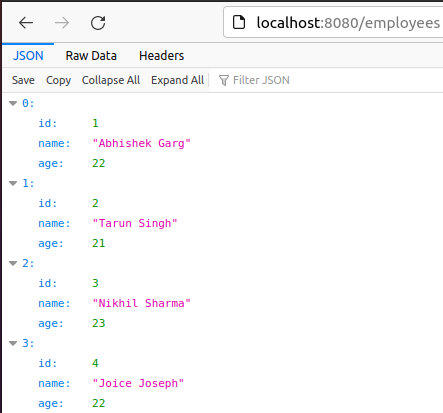 localhost:8080/employees
JSON Raw Data Headers
Save Copy Collapse All Expand All Filter JSON
0:
id: 1
name: "Abhishek Garg"
age: 22
1:
id: 2
name: "Tarun Singh"
age: 21
2:
id: 3
name: "Nikhil Sharma"
age: 23
3:
id: 4
name: "Joice Joseph"
age: 22